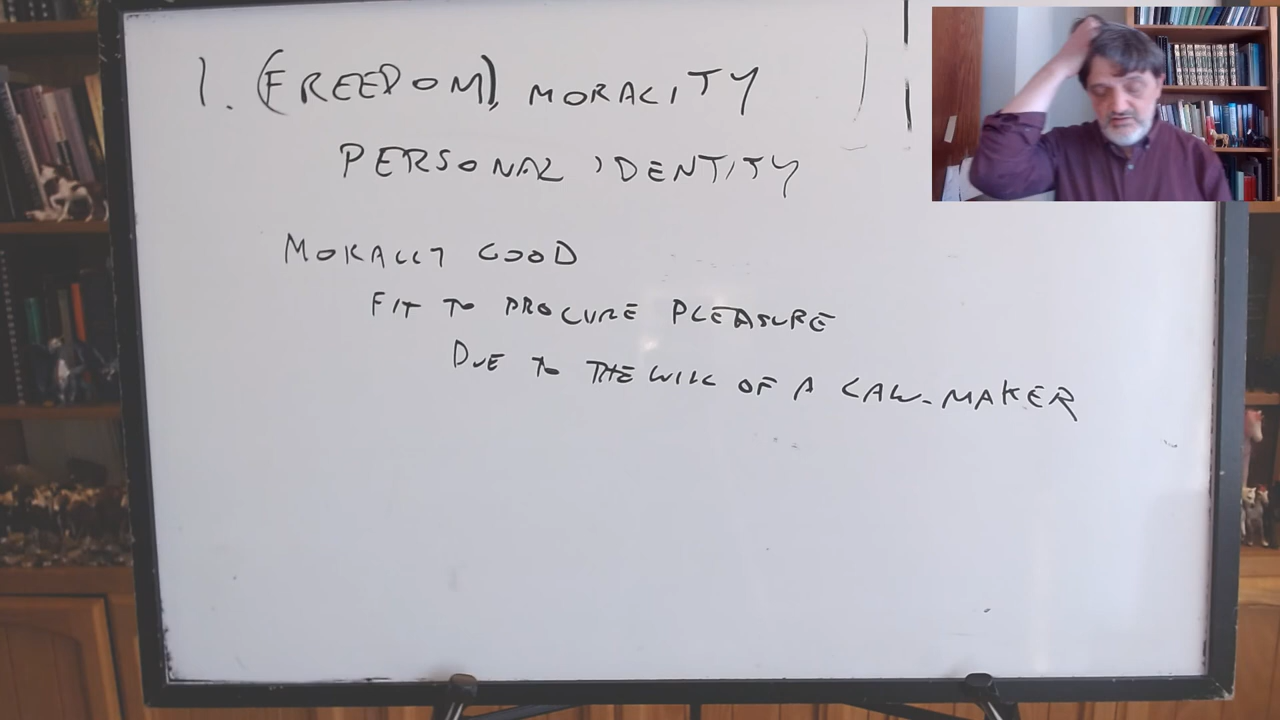 1. (FREEDOM), MORALITY
PERSONAL IDENTITY
MORALLY GOOD
FIT TO PROCURE PLEASURE
DUE TO THE WILL OF A LAW-MAKER